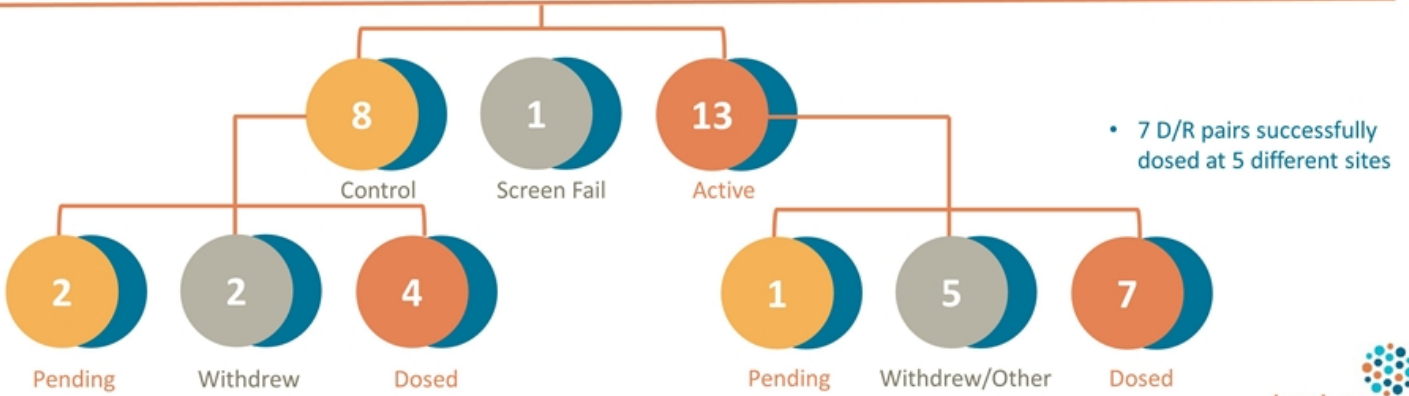 8
1
13
Control
Screen Fail
Active
• 7 D/R pairs successfully
dosed at 5 different sites
2
2
4
1
5
7
Pending
Withdrew
Dosed
Pending
Withdrew/Other
Dosed